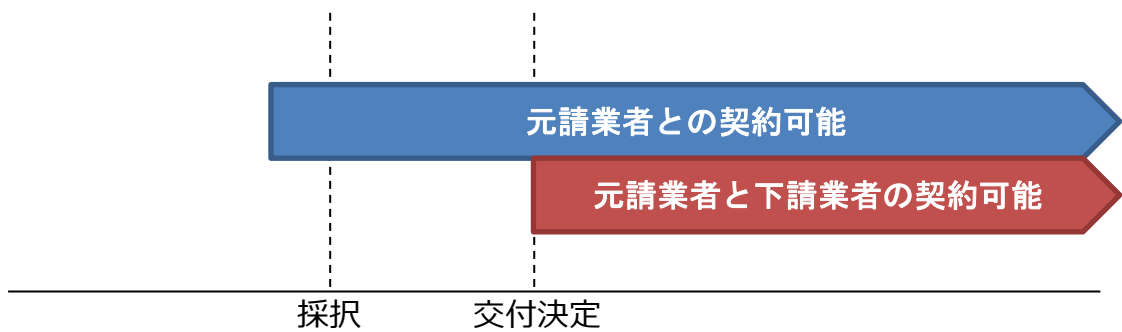 元請業者との契約可能
元請業者と下請業者の契約可能
採択
交付決定